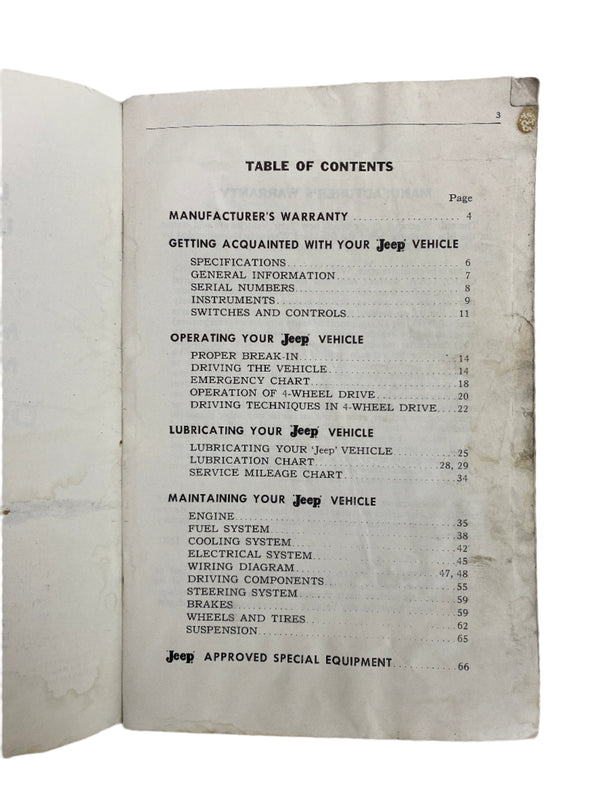 3
TABLE OF CONTENTS
Page
MANUFACTURER'S WARRANTY .................... 4
GETTING ACQUAINTED WITH YOUR 'Jeep' VEHICLE
SPECIFICATIONS................................ 6
GENERAL INFORMATION....................... 7
SERIAL NUMBERS............................... 8
INSTRUMENTS................................... 9
SWITCHES AND CONTROLS..................... 11
OPERATING YOUR 'Jeep' VEHICLE
PROPER BREAK-IN.............................. 14
DRIVING THE VEHICLE......................... 14
EMERGENCY CHART............................ 18
OPERATION OF 4-WHEEL DRIVE............... 20
DRIVING TECHNIQUES IN 4-WHEEL DRIVE....22
LUBRICATING YOUR 'Jeep' VEHICLE
LUBRICATING YOUR 'Jeep' VEHICLE............. 25
LUBRICATION CHART.........................28, 29
SERVICE MILEAGE CHART...................... 34
MAINTAINING YOUR 'Jeep' VEHICLE
ENGINE......................................... 35
FUEL SYSTEM................................... 38
COOLING SYSTEM............................... 42
ELECTRICAL SYSTEM........................... 45
WIRING DIAGRAM............................47, 48
DRIVING COMPONENTS......................... 55
STEERING SYSTEM.............................. 59
BRAKES......................................... 59
WHEELS AND TIRES............................. 62
SUSPENSION.................................... 65
'Jeep' APPROVED SPECIAL EQUIPMENT............ 66